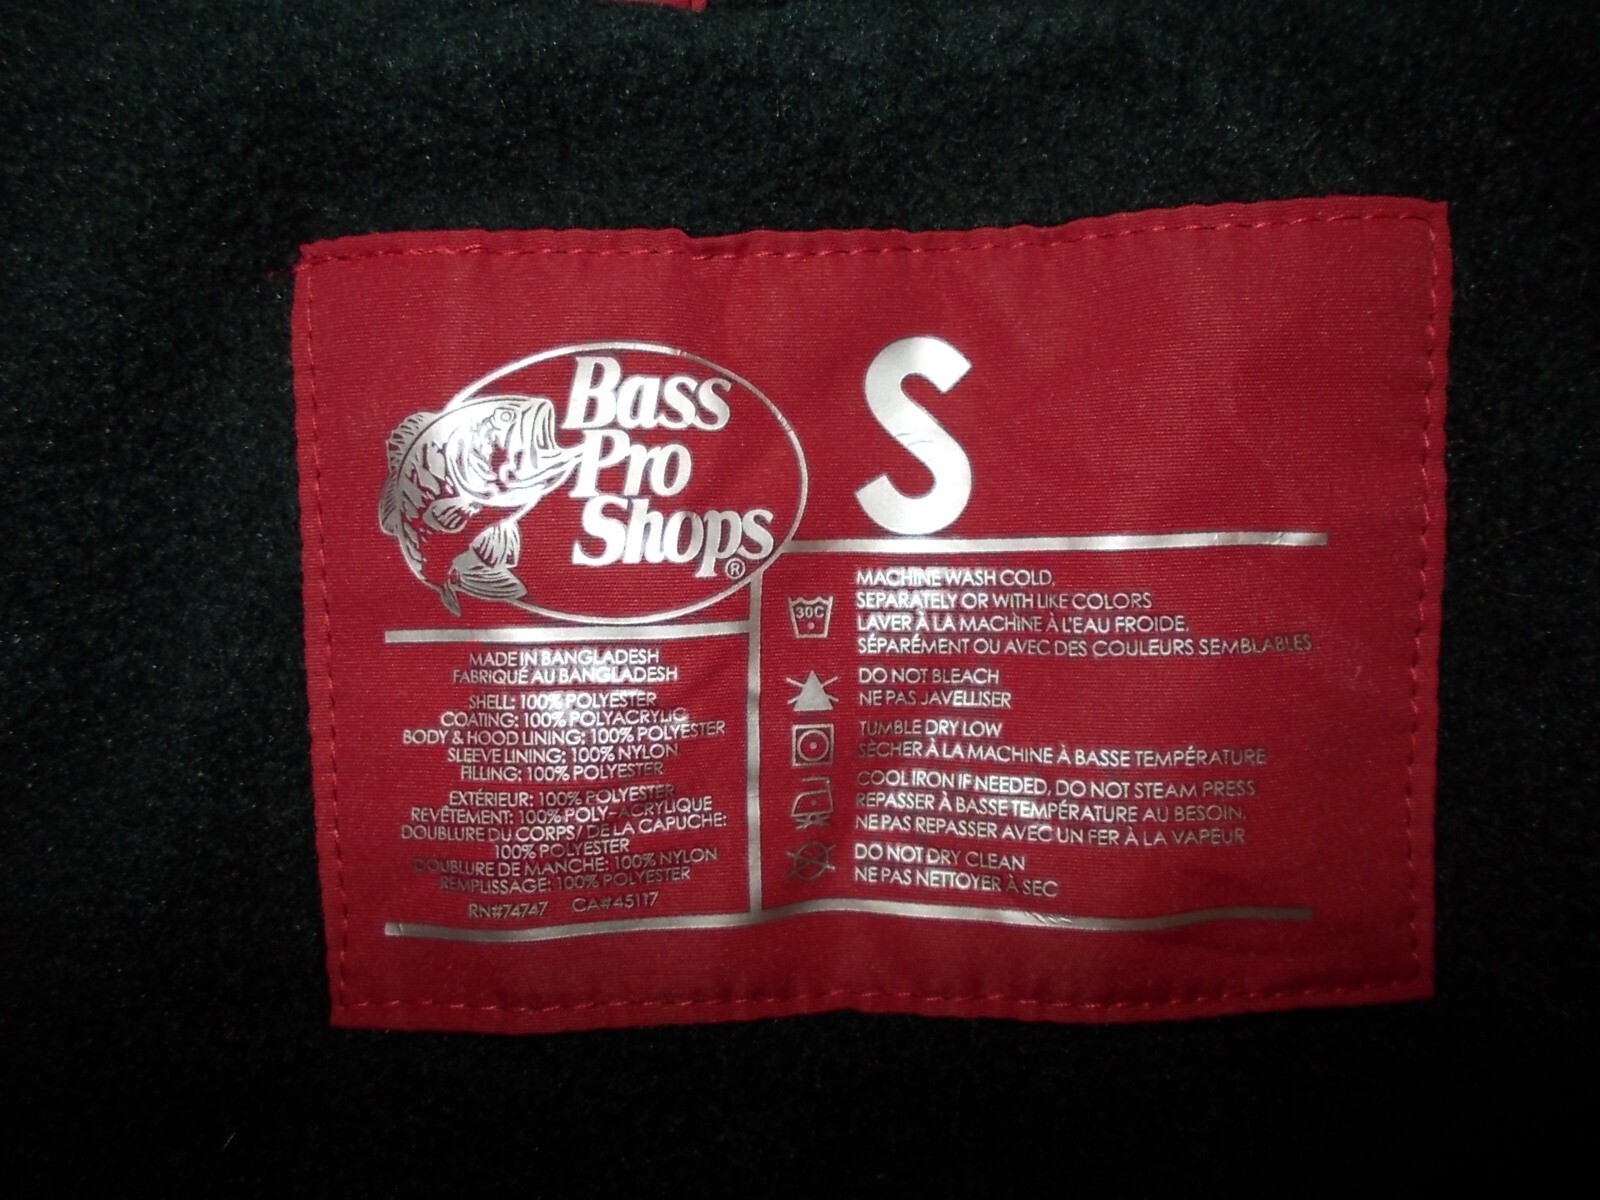 Bass
Pro
Shops®
S
MADE IN BANGLADESH
FABRIQUÉ AU BANGLADESH
SHELL: 100% POLYESTER
COATING: 100% POLYACRYLIC
BODY & HOOD LINING: 100% POLYESTER
SLEEVE LINING: 100% NYLON
FILLING: 100% POLYESTER
EXTÉRIEUR: 100% POLYESTER
REVÊTEMENT: 100% POLY-ACRYLIQUE
DOUBLURE DU CORPS/ DE LA CAPUCHE:
100% POLYESTER
DOUBLURE DE MANCHE: 100% NYLON
REMPLISSAGE: 100% POLYESTER
RN#74747 CA#45117
30C
MACHINE WASH COLD,
SEPARATELY OR WITH LIKE COLORS
LAVER À LA MACHINE À L'EAU FROIDE,
SÉPARÉMENT OU AVEC DES COULEURS SEMBLABLES.
DO NOT BLEACH
NE PAS JAVELLISER
TUMBLE DRY LOW
SÉCHER À LA MACHINE À BASSE TEMPÉRATURE
COOL IRON IF NEEDED, DO NOT STEAM PRESS
REPASSER À BASSE TEMPÉRATURE AU BESOIN,
NE PAS REPASSER AVEC UN FER À LA VAPEUR
DO NOT DRY CLEAN
NE PAS NETTOYER À SEC